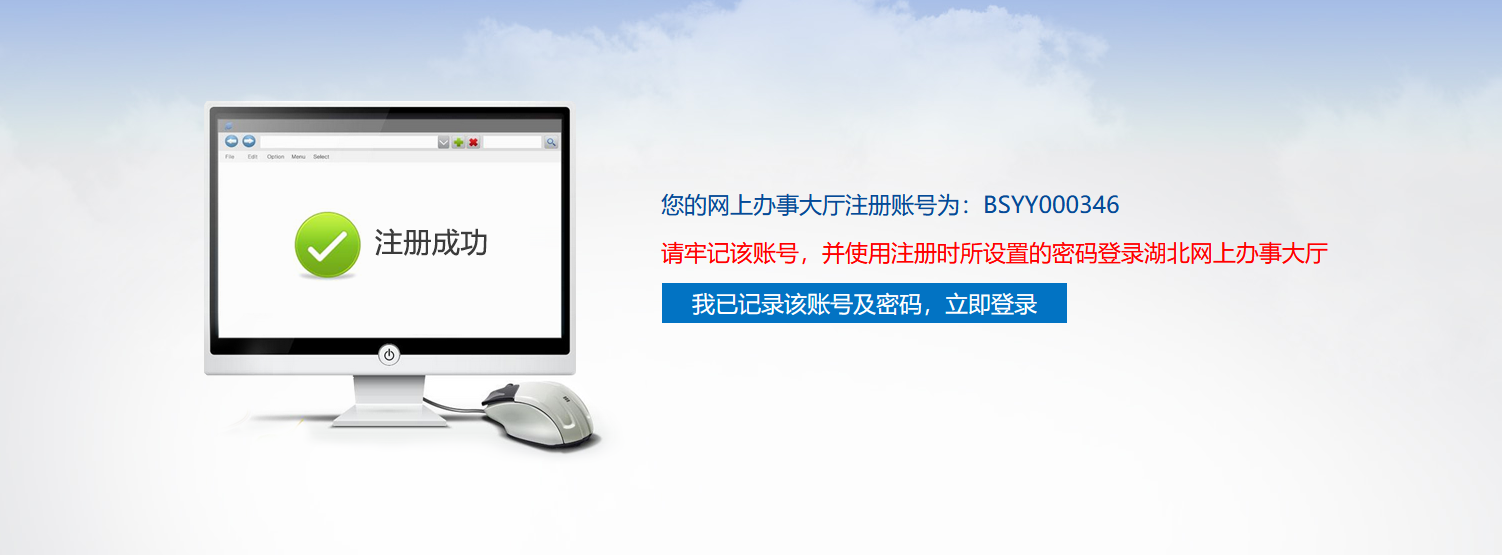 File Edit Option Menu Select
注册成功
您的网上办事大厅注册账号为：BSYY000346
请牢记该账号，并使用注册时所设置的密码登录湖北网上办事大厅
我已记录该账号及密码，立即登录